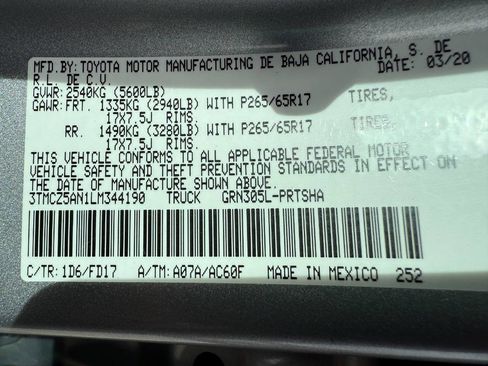 MFD.BY: TOYOTA MOTOR MANUFACTURING DE BAJA CALIFORNIA, S. DE
R.L. DE C.V. 03/20
GVWR: 2540KG (5600LB)
GAWR: FRT. 1335KG (2940LB) WITH P265/65R17 TIRES,
17X7.5J RIMS.
RR. 1490KG (3280LB) WITH P265/65R17 TIRES,
17X7.5J RIMS.
THIS VEHICLE CONFORMS TO ALL APPLICABLE FEDERAL MOTOR
VEHICLE SAFETY AND THEFT PREVENTION STANDARDS IN EFFECT ON
THE DATE OF MANUFACTURE SHOWN ABOVE.
3TMCZ5AN1LM344190 TRUCK GRN305L-PRTSHA
C/TR: 1D6/FD17 A/TM: A07A/AC60F MADE IN MEXICO 252